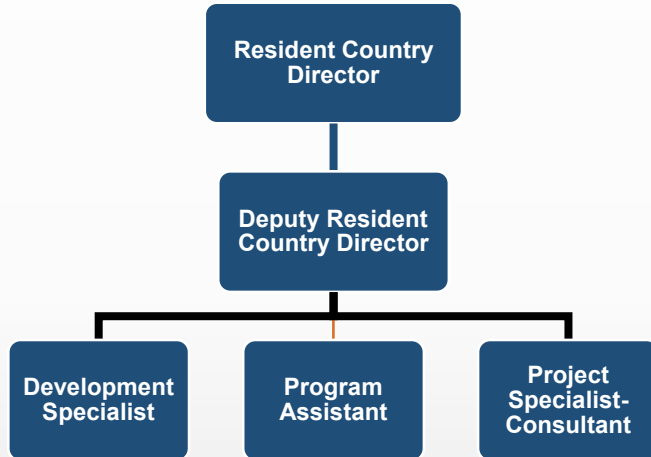 Resident Country
Director
Deputy Resident
Country Director
Development
Specialist
Program
Assistant
Project
Specialist-
Consultant